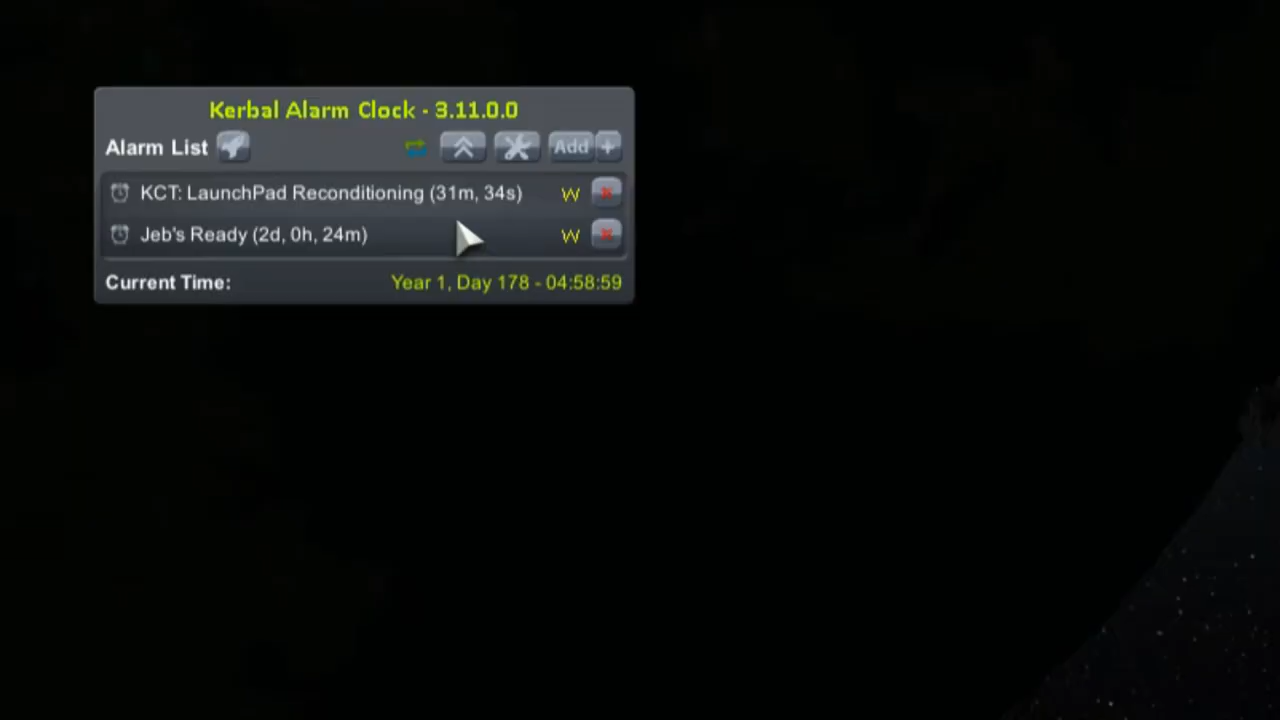 Kerbal Alarm Clock - 3.11.0.0
Alarm List Add +
KCT: LaunchPad Reconditioning (31m, 34s) W
Jeb's Ready (2d, 0h, 24m) W
Current Time: Year 1, Day 178 - 04:58:59